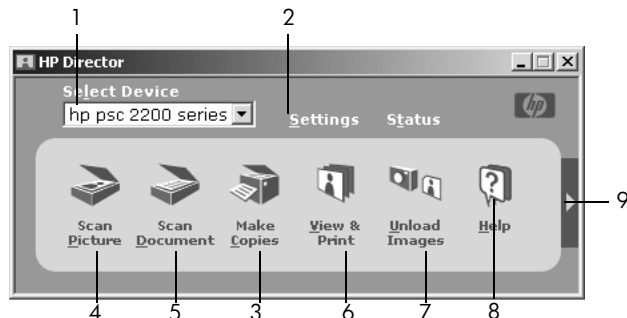 1 2
HP Director
Select Device
hp psc 2200 series
Settings Status
hp
9
Scan Picture
Scan Document
Make Copies
View & Print
Unload Images
Help
4 5 3 6 7 8